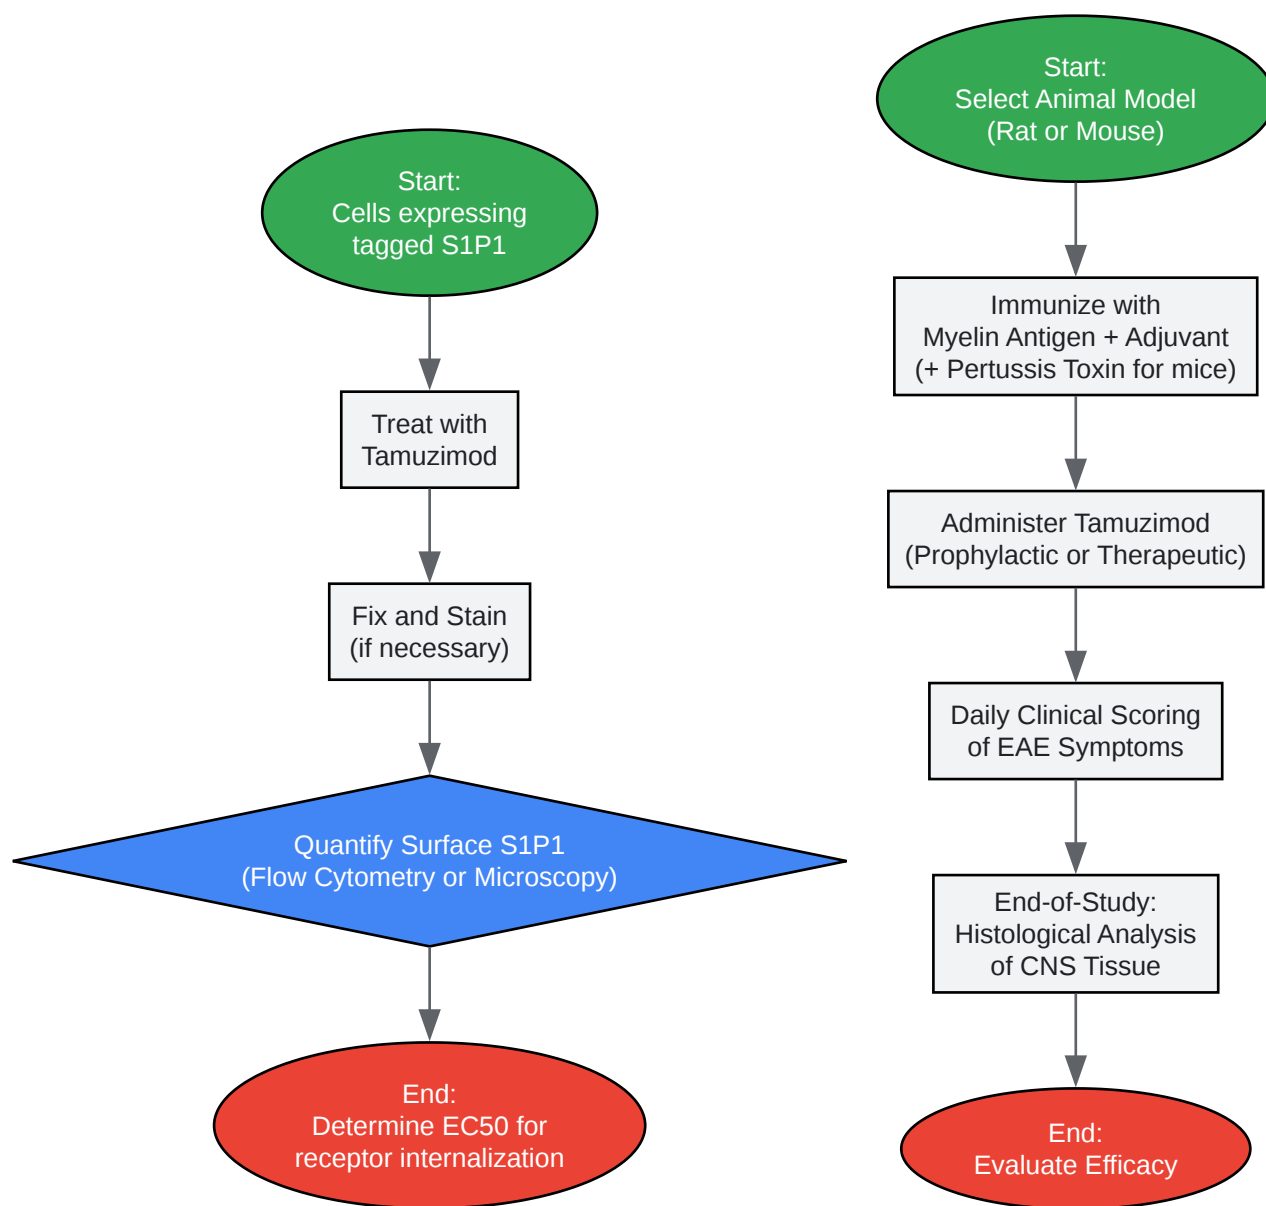 Start:
Cells expressing
tagged S1P1
Treat with
Tamuzimod
Fix and Stain
(if necessary)
Quantify Surface S1P1
(Flow Cytometry or Microscopy)
End:
Determine EC50 for
receptor internalization
Start:
Select Animal Model
(Rat or Mouse)
Immunize with
Myelin Antigen + Adjuvant
(+ Pertussis Toxin for mice)
Administer Tamuzimod
(Prophylactic or Therapeutic)
Daily Clinical Scoring
of EAE Symptoms
End-of-Study:
Histological Analysis
of CNS Tissue
End:
Evaluate Efficacy